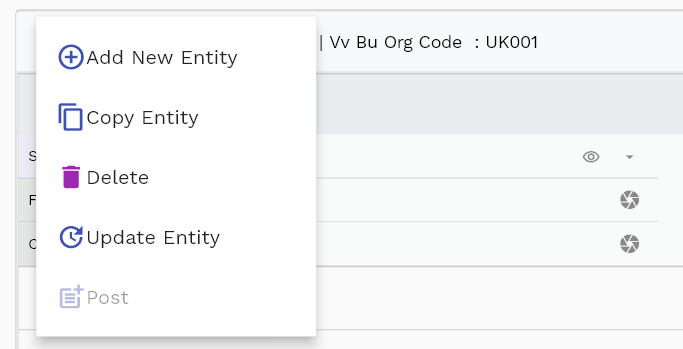 Add New Entity
| Vv Bu Org Code : UK001
Copy Entity
S
Delete
F
Update Entity
Post